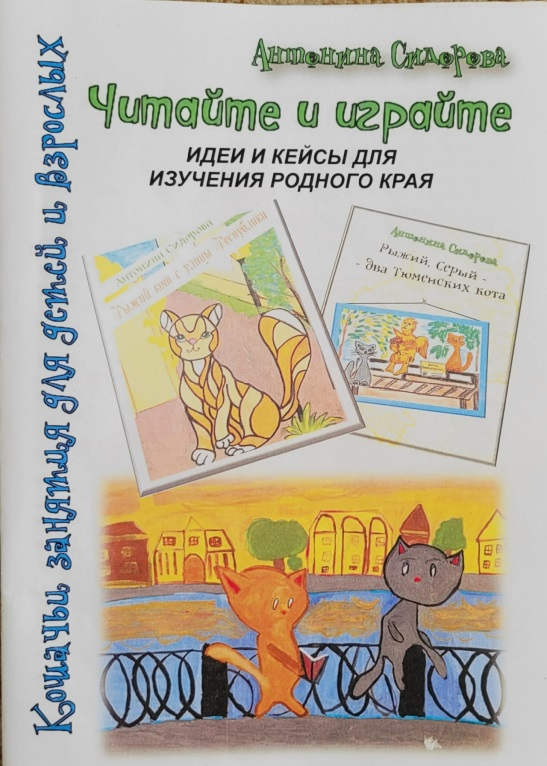 Антонина Сидорова
Читайте и играйте
ИДЕИ И КЕЙСЫ ДЛЯ
ИЗУЧЕНИЯ РОДНОГО КРАЯ
Кошачьи занятия для детей и взрослых
Антонина Сидорова
Рыжий кот с улицы Республики
Антонина Сидорова
Рыжий, Серый -
- два Тюменских кота